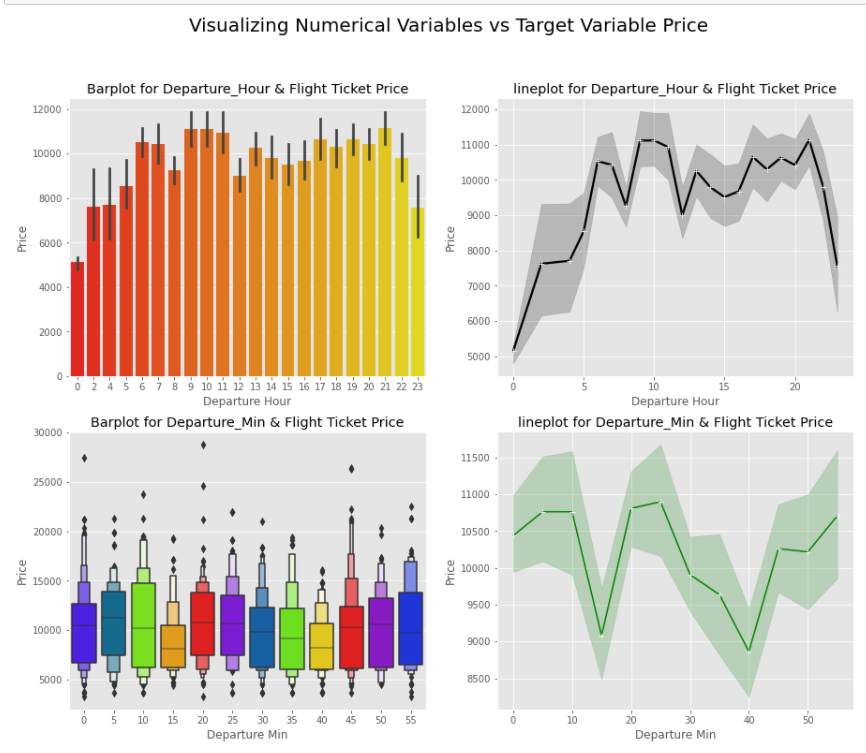 Visualizing Numerical Variables vs Target Variable Price
Barplot for Departure_Hour & Flight Ticket Price
12000
10000
8000
6000
4000
2000
0
Price
0 2 4 5 6 7 8 9 10 11 12 13 14 15 16 17 18 19 20 21 22 23
Departure Hour
lineplot for Departure_Hour & Flight Ticket Price
12000
11000
10000
9000
8000
7000
6000
5000
Price
0 5 10 15 20
Departure Hour
Barplot for Departure_Min & Flight Ticket Price
30000
25000
20000
15000
10000
5000
Price
0 5 10 15 20 25 30 35 40 45 50 55
Departure Min
lineplot for Departure_Min & Flight Ticket Price
11500
11000
10500
10000
9500
9000
8500
Price
0 10 20 30 40 50
Departure Min